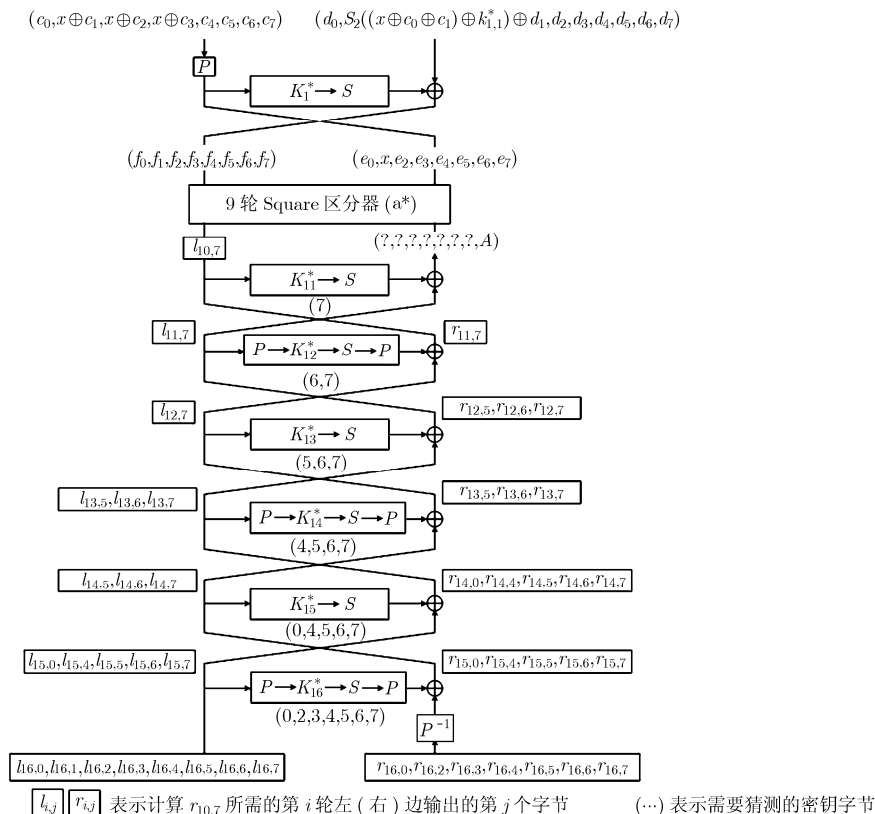 (c₀,x⊕c₁,x⊕c₂,x⊕c₃,c₄,c₅,c₆,c₇) (d₀,S₂((x⊕c₀⊕c₁)⊕k*₁,₁)⊕d₁,d₂,d₃,d₄,d₅,d₆,d₇)
P
K*₁→S
(f₀,f₁,f₂,f₃,f₄,f₅,f₆,f₇) (e₀,x,e₂,e₃,e₄,e₅,e₆,e₇)
9 轮 Square 区分器 (a*)
l₁₀,₇ (?,?,?,?,?,?,?,A)
K*₁₁→S
(7)
l₁₁,₇ r₁₁,₇
P→K*₁₂→S→P
(6,7)
l₁₂,₇ r₁₂,₅,r₁₂,₆,r₁₂,₇
K*₁₃→S
(5,6,7)
l₁₃,₅,l₁₃,₆,l₁₃,₇ r₁₃,₅,r₁₃,₆,r₁₃,₇
P→K*₁₄→S→P
(4,5,6,7)
l₁₄,₅,l₁₄,₆,l₁₄,₇ r₁₄,₀,r₁₄,₄,r₁₄,₅,r₁₄,₆,r₁₄,₇
K*₁₅→S
(0,4,5,6,7)
l₁₅,₀,l₁₅,₄,l₁₅,₅,l₁₅,₆,l₁₅,₇ r₁₅,₀,r₁₅,₄,r₁₅,₅,r₁₅,₆,r₁₅,₇
P→K*₁₆→S→P
(0,2,3,4,5,6,7)
P⁻¹
l₁₆,₀,l₁₆,₁,l₁₆,₂,l₁₆,₃,l₁₆,₄,l₁₆,₅,l₁₆,₆,l₁₆,₇ r₁₆,₀,r₁₆,₂,r₁₆,₃,r₁₆,₄,r₁₆,₅,r₁₆,₆,r₁₆,₇
lᵢ,ⱼ rᵢ,ⱼ 表示计算 r₁₀,₇ 所需的第 i 轮左 ( 右 ) 边输出的第 j 个字节 (···) 表示需要猜测的密钥字节